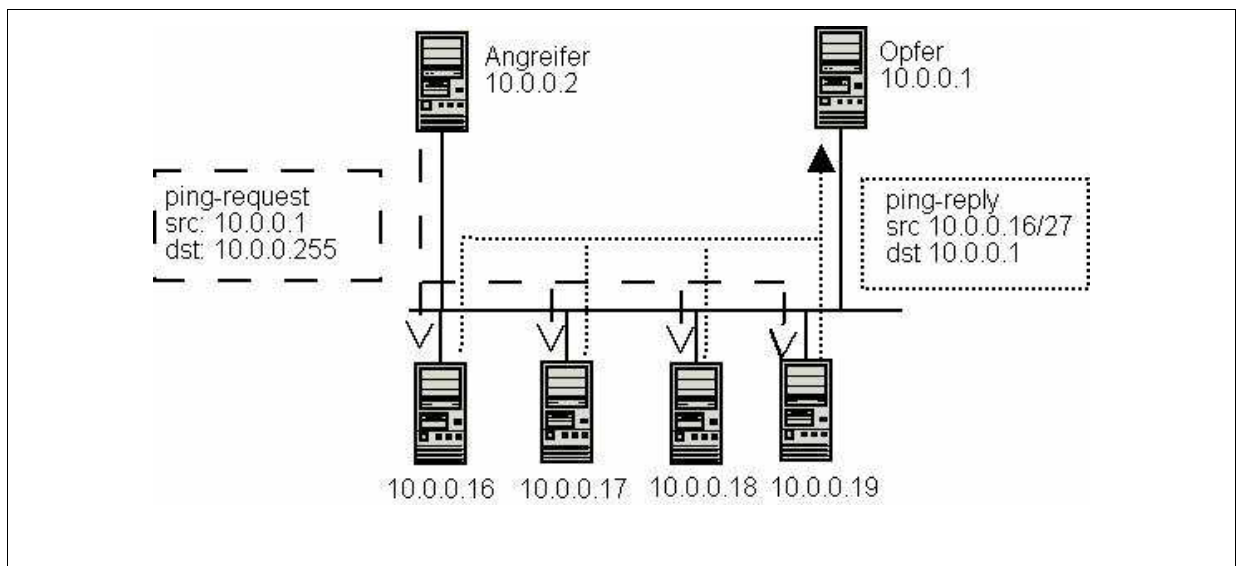 Angreifer
10.0.0.2
Opfer
10.0.0.1
ping-request
src: 10.0.0.1
dst: 10.0.0.255
ping-reply
src 10.0.0.16/27
dst 10.0.0.1
10.0.0.16
10.0.0.17
10.0.0.18
10.0.0.19